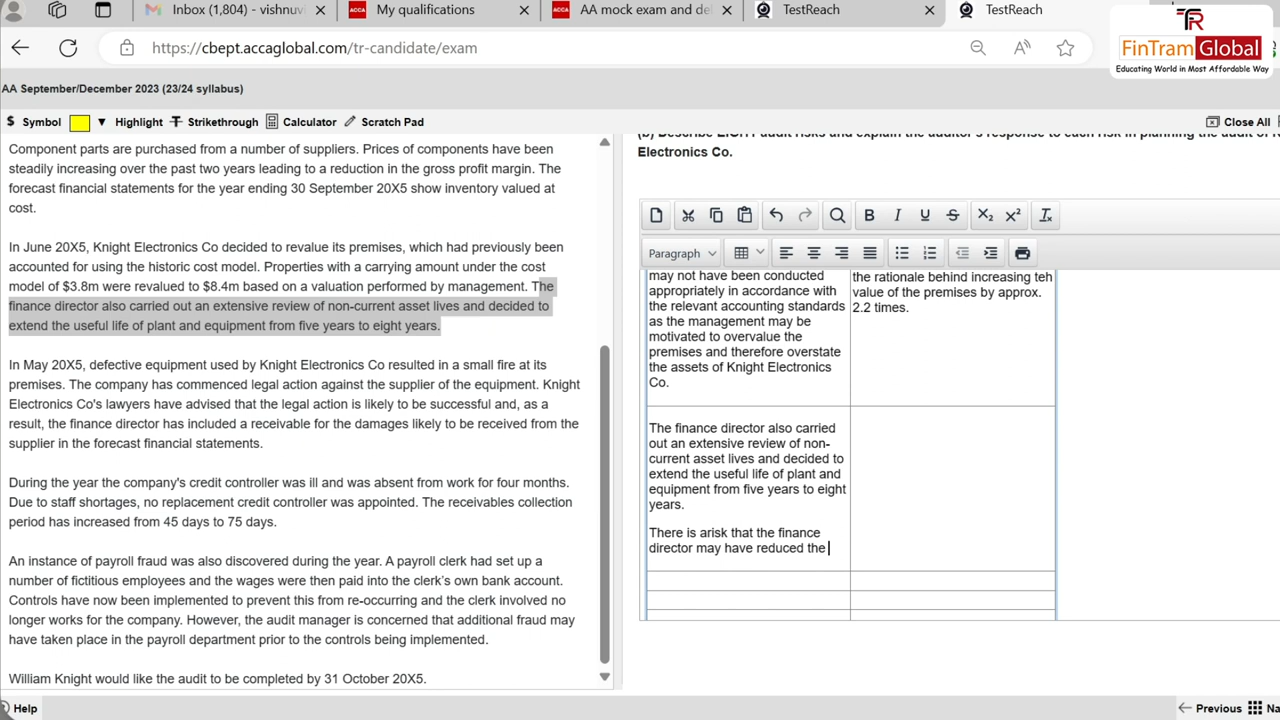 Inbox (1,804) - vishnuv
My qualifications
AA mock exam and de
TestReach
TestReach
FinTram Global
Educating World in Most Affordable Way
https://cbept.accaglobal.com/tr-candidate/exam
AA September/December 2023 (23/24 syllabus)
$ Symbol Highlight Strikethrough Calculator Scratch Pad Close All
Component parts are purchased from a number of suppliers. Prices of components have been
steadily increasing over the past two years leading to a reduction in the gross profit margin. The
forecast financial statements for the year ending 30 September 20X5 show inventory valued at
cost.
In June 20X5, Knight Electronics Co decided to revalue its premises, which had previously been
accounted for using the historic cost model. Properties with a carrying amount under the cost
model of $3.8m were revalued to $8.4m based on a valuation performed by management. The
finance director also carried out an extensive review of non-current asset lives and decided to
extend the useful life of plant and equipment from five years to eight years.
In May 20X5, defective equipment used by Knight Electronics Co resulted in a small fire at its
premises. The company has commenced legal action against the supplier of the equipment. Knight
Electronics Co's lawyers have advised that the legal action is likely to be successful and, as a
result, the finance director has included a receivable for the damages likely to be received from the
supplier in the forecast financial statements.
During the year the company's credit controller was ill and was absent from work for four months.
Due to staff shortages, no replacement credit controller was appointed. The receivables collection
period has increased from 45 days to 75 days.
An instance of payroll fraud was also discovered during the year. A payroll clerk had set up a
number of fictitious employees and the wages were then paid into the clerk's own bank account.
Controls have now been implemented to prevent this from re-occurring and the clerk involved no
longer works for the company. However, the audit manager is concerned that additional fraud may
have taken place in the payroll department prior to the controls being implemented.
William Knight would like the audit to be completed by 31 October 20X5.
(b) Describe EIGHT audit risks and explain the auditor's response to each risk in planning the audit of
Electronics Co.
Paragraph
may not have been conducted
appropriately in accordance with
the relevant accounting standards
as the management may be
motivated to overvalue the
premises and therefore overstate
the assets of Knight Electronics
Co.
the rationale behind increasing teh
value of the premises by approx.
2.2 times.
The finance director also carried
out an extensive review of non-
current asset lives and decided to
extend the useful life of plant and
equipment from five years to eight
years.
There is arisk that the finance
director may have reduced the
Help
Previous Na